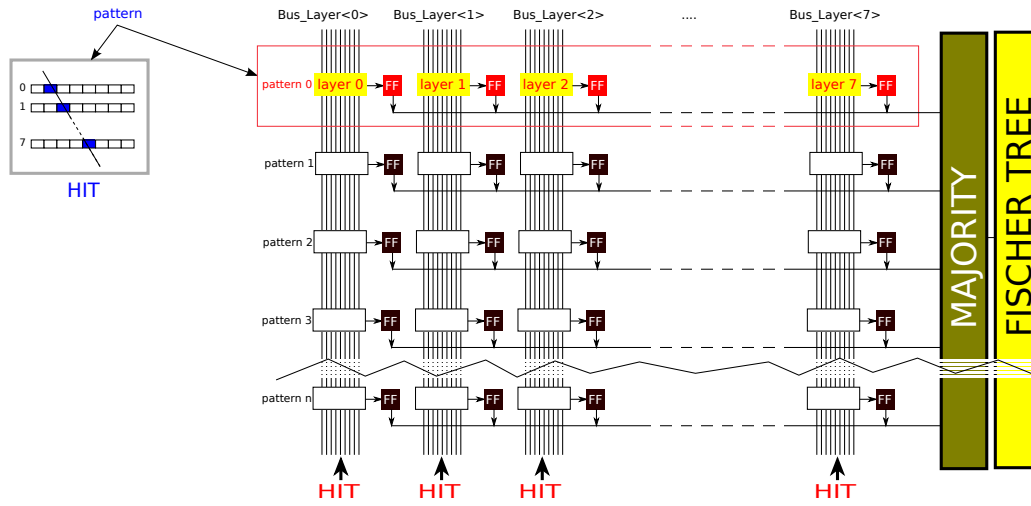 pattern
Bus_Layer<0>
Bus_Layer<1>
Bus_Layer<2>
....
Bus_Layer<7>
0
1
7
HIT
pattern 0
layer 0
FF
layer 1
FF
layer 2
FF
layer 7
FF
pattern 1
FF
FF
FF
FF
pattern 2
FF
FF
FF
FF
pattern 3
FF
FF
FF
FF
pattern n
FF
FF
FF
FF
HIT
HIT
HIT
HIT
MAJORITY
FISCHER TREE